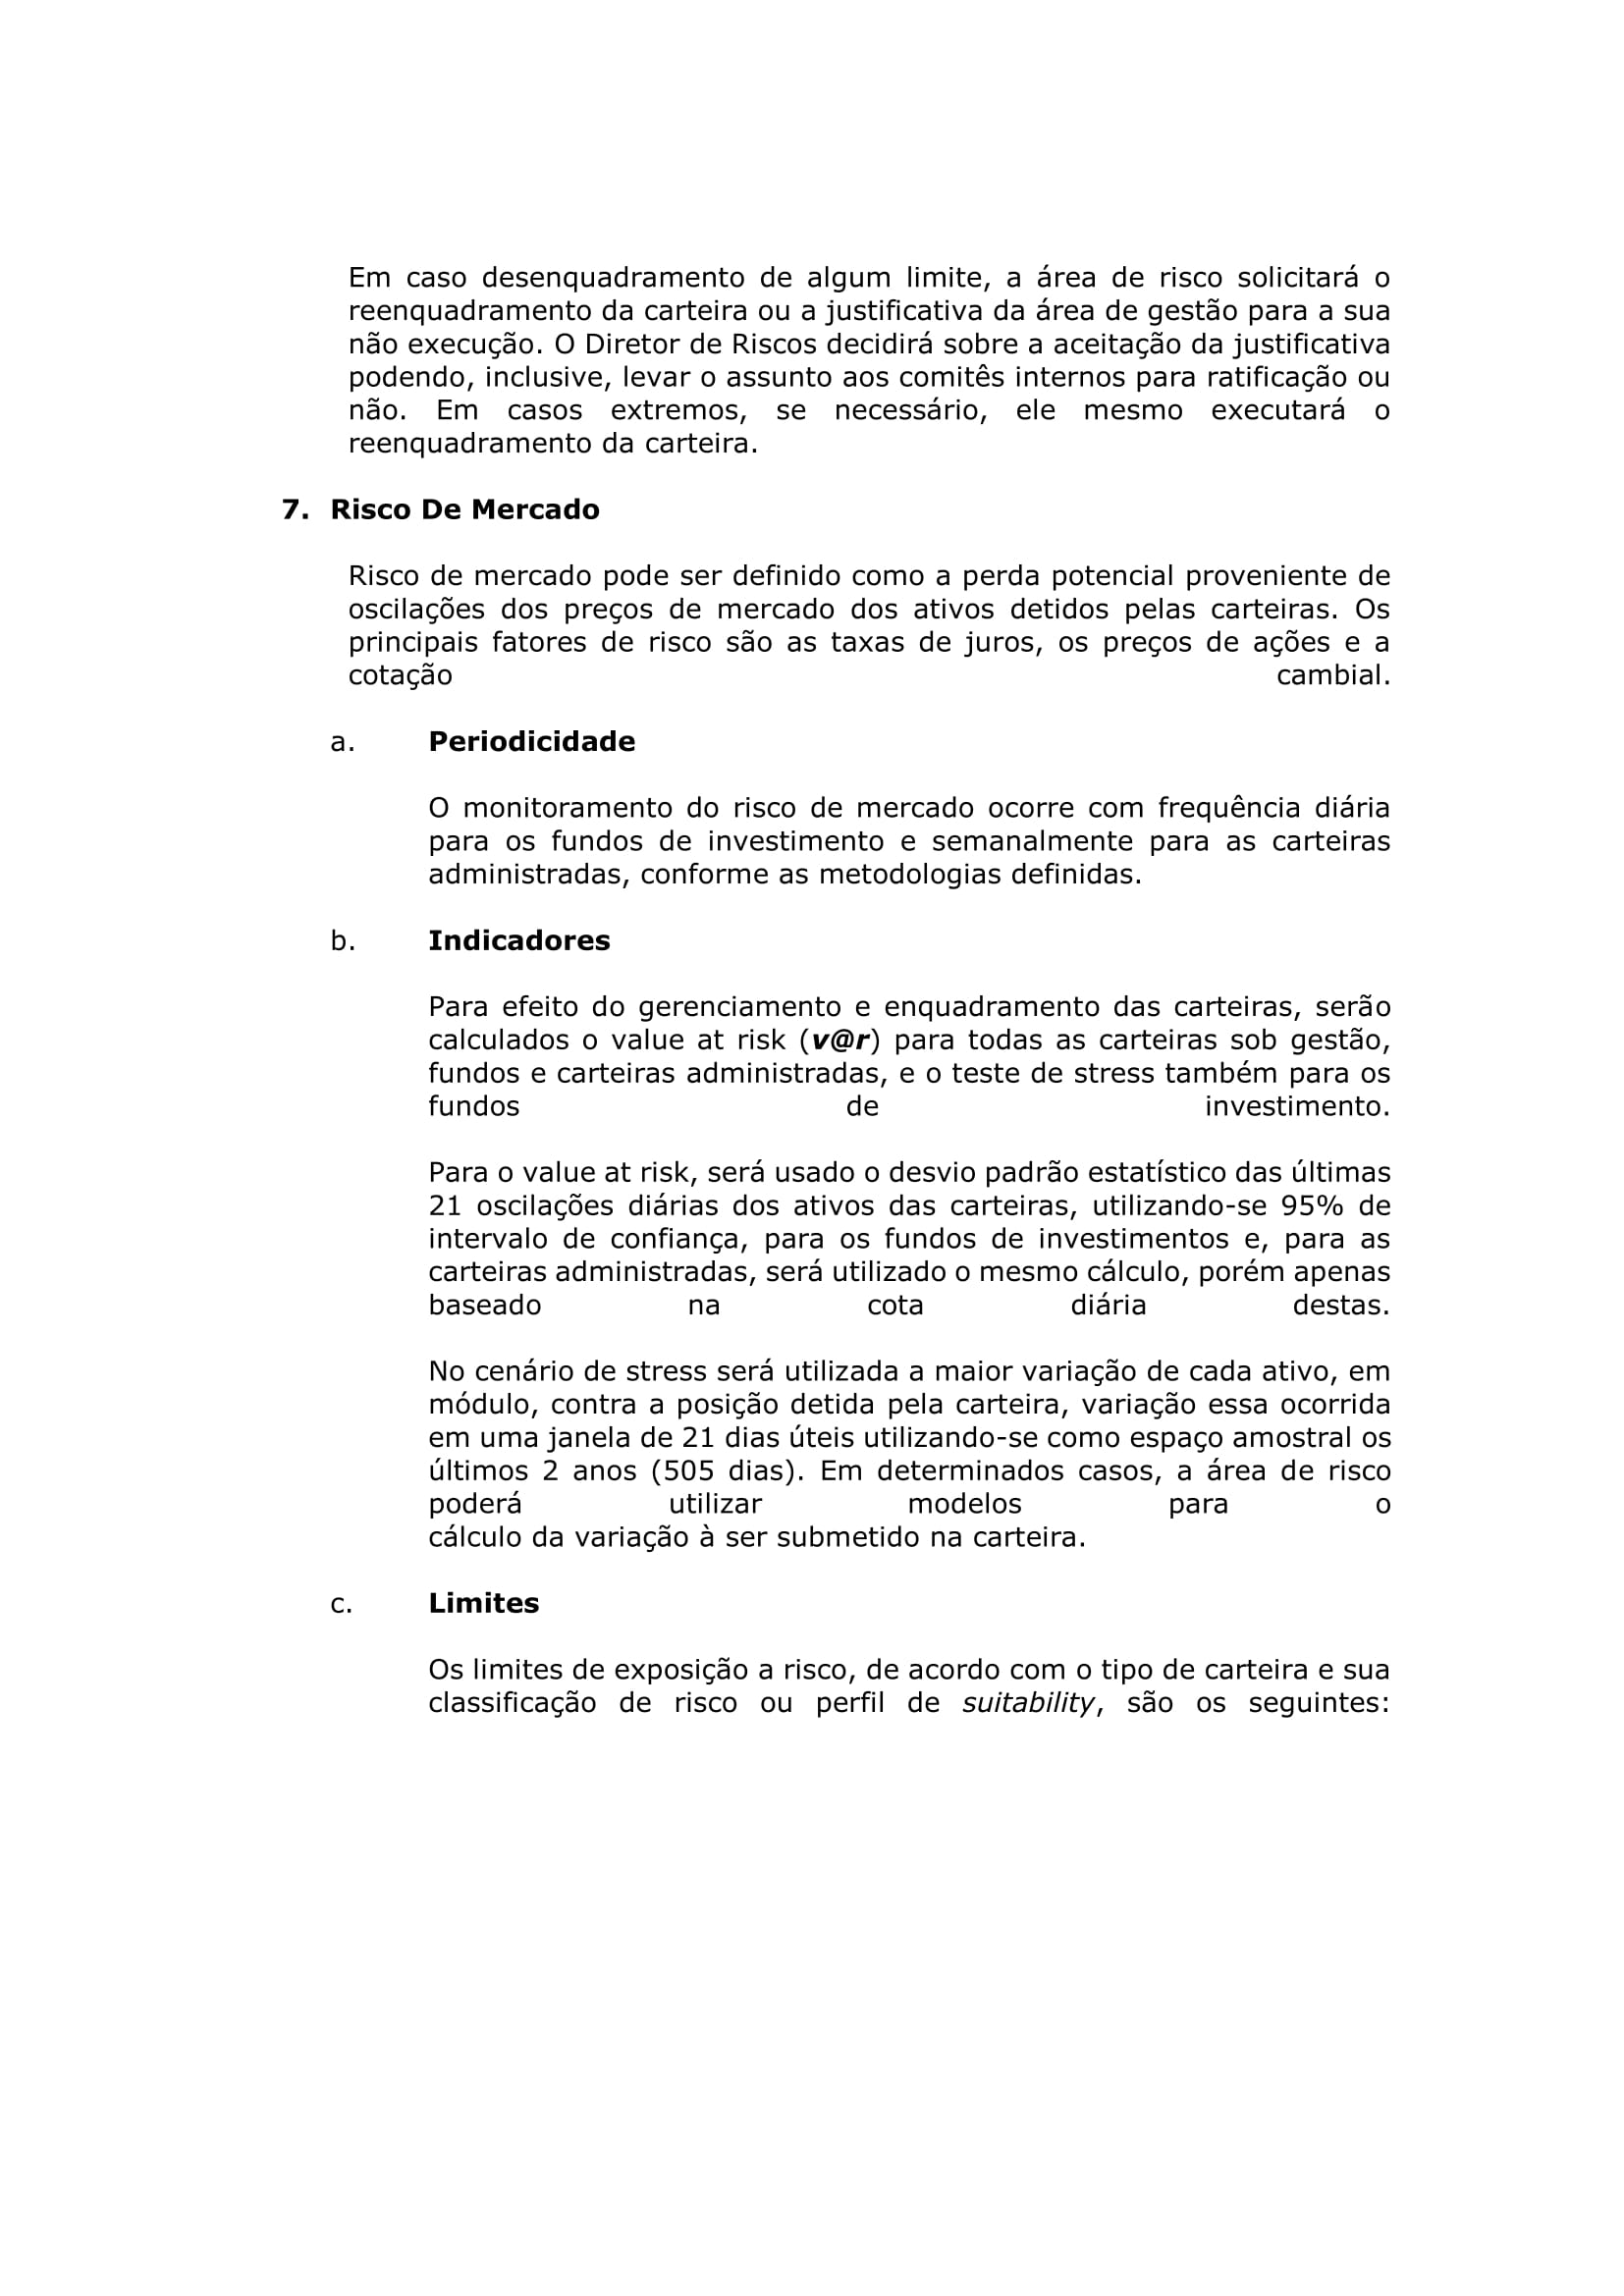 Em caso desenquadramento de algum limite, a área de risco solicitará o
reenquadramento da carteira ou a justificativa da área de gestão para a sua
não execução. O Diretor de Riscos decidirá sobre a aceitação da justificativa
podendo, inclusive, levar o assunto aos comitês internos para ratificação ou
não. Em casos extremos, se necessário, ele mesmo executará o
reenquadramento da carteira.
7. Risco De Mercado
Risco de mercado pode ser definido como a perda potencial proveniente de
oscilações dos preços de mercado dos ativos detidos pelas carteiras. Os
principais fatores de risco são as taxas de juros, os preços de ações e a
cotação cambial.
a. Periodicidade
O monitoramento do risco de mercado ocorre com frequência diária
para os fundos de investimento e semanalmente para as carteiras
administradas, conforme as metodologias definidas.
b. Indicadores
Para efeito do gerenciamento e enquadramento das carteiras, serão
calculados o value at risk (v@r) para todas as carteiras sob gestão,
fundos e carteiras administradas, e o teste de stress também para os
fundos de investimento.
Para o value at risk, será usado o desvio padrão estatístico das últimas
21 oscilações diárias dos ativos das carteiras, utilizando-se 95% de
intervalo de confiança, para os fundos de investimentos e, para as
carteiras administradas, será utilizado o mesmo cálculo, porém apenas
baseado na cota diária destas.
No cenário de stress será utilizada a maior variação de cada ativo, em
módulo, contra a posição detida pela carteira, variação essa ocorrida
em uma janela de 21 dias úteis utilizando-se como espaço amostral os
últimos 2 anos (505 dias). Em determinados casos, a área de risco
poderá utilizar modelos para o
cálculo da variação à ser submetido na carteira.
c. Limites
Os limites de exposição a risco, de acordo com o tipo de carteira e sua
classificação de risco ou perfil de suitability, são os seguintes: